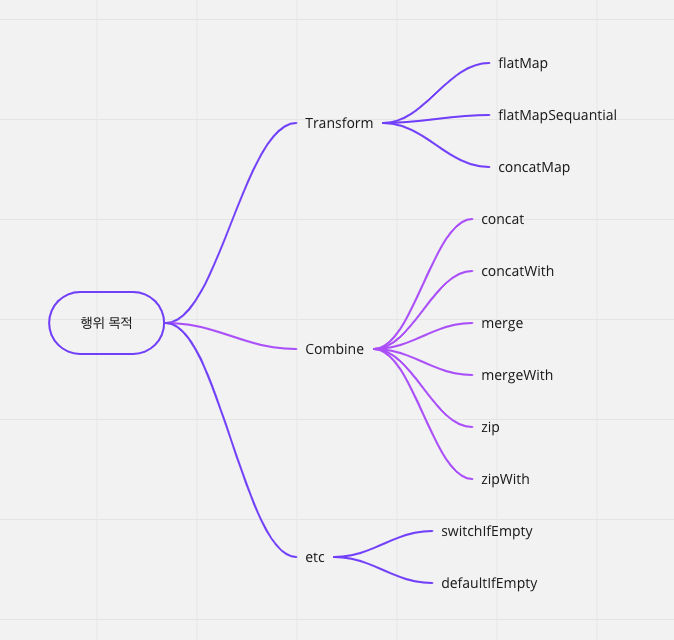 행위 목적
Transform
flatMap
flatMapSequantial
concatMap
Combine
concat
concatWith
merge
mergeWith
zip
zipWith
etc
switchIfEmpty
defaultIfEmpty